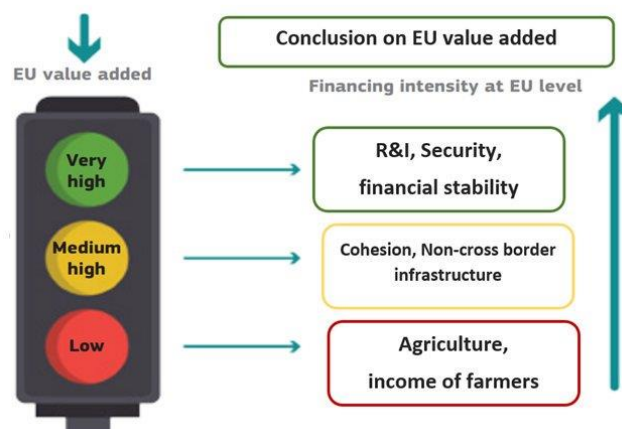 Conclusion on EU value added
EU value added
Financing intensity at EU level
Very
high
R&I, Security,
financial stability
Medium
high
Cohesion, Non-cross border
infrastructure
Low
Agriculture,
income of farmers